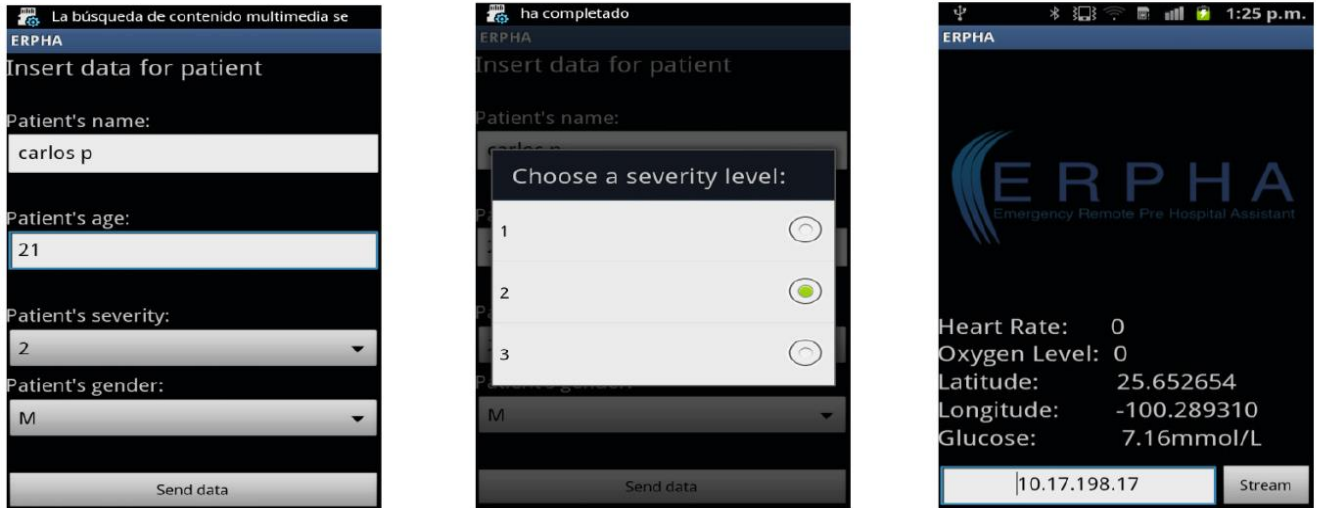 La búsqueda de contenido multimedia se
ERPHA
Insert data for patient
Patient's name:
carlos p
Patient's age:
21
Patient's severity:
2
Patient's gender:
M
Send data
ha completado
ERPHA
Insert data for patient
Patient's name:
carlos p
Choose a severity level:
1
2
3
Patient's gender:
M
Send data
1:25 p.m.
ERPHA
ERPHA
Emergency Remote Pre Hospital Assistant
Heart Rate: 0
Oxygen Level: 0
Latitude: 25.652654
Longitude: -100.289310
Glucose: 7.16mmol/L
10.17.198.17 Stream